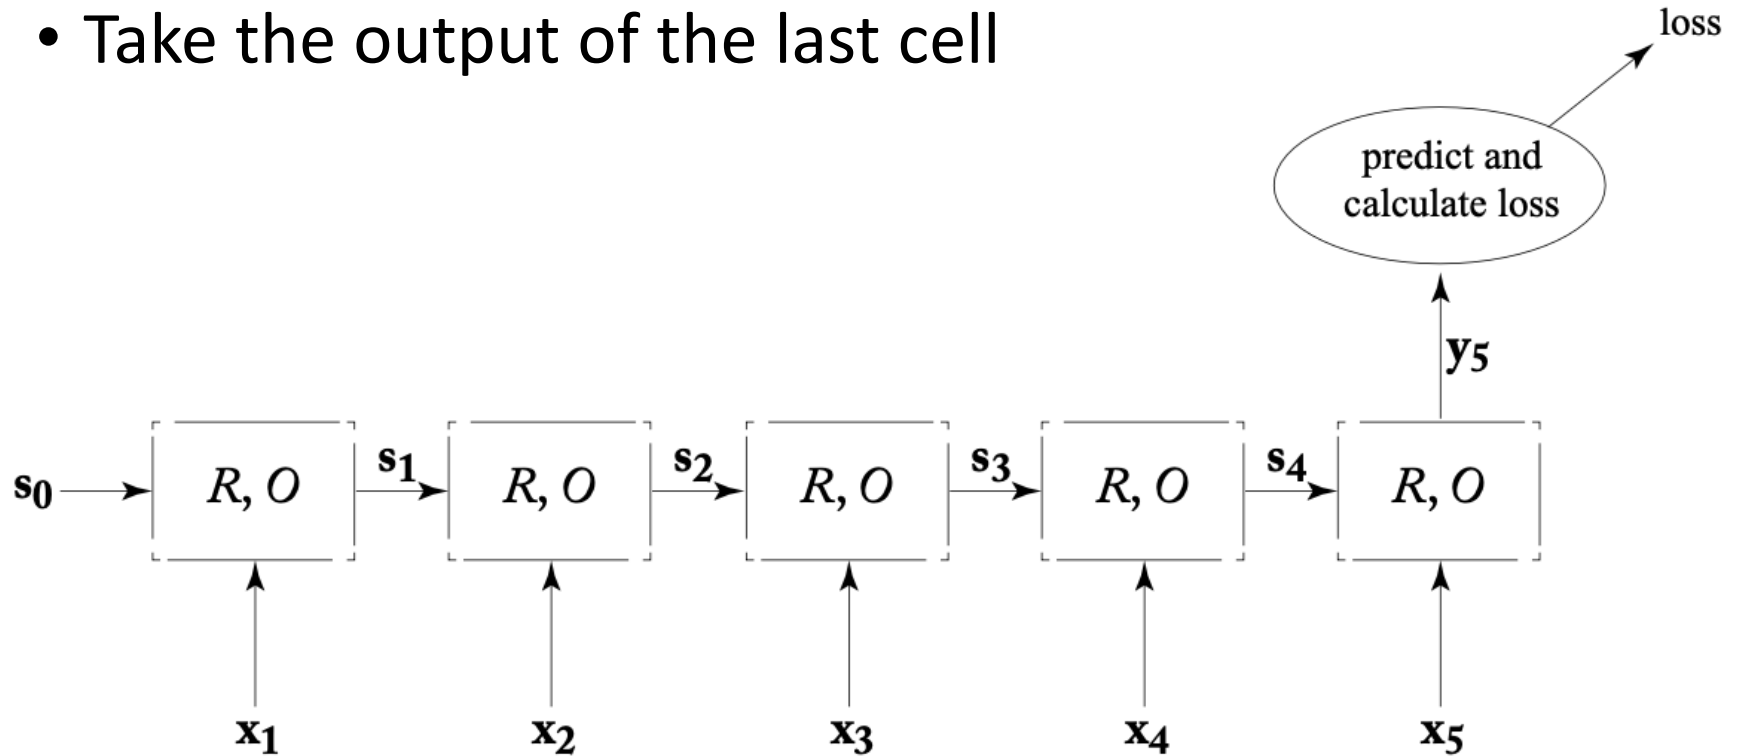 • Take the output of the last cell
loss
predict and
calculate loss
y5
s0
R, O
s1
R, O
s2
R, O
s3
R, O
s4
R, O
x1
x2
x3
x4
x5